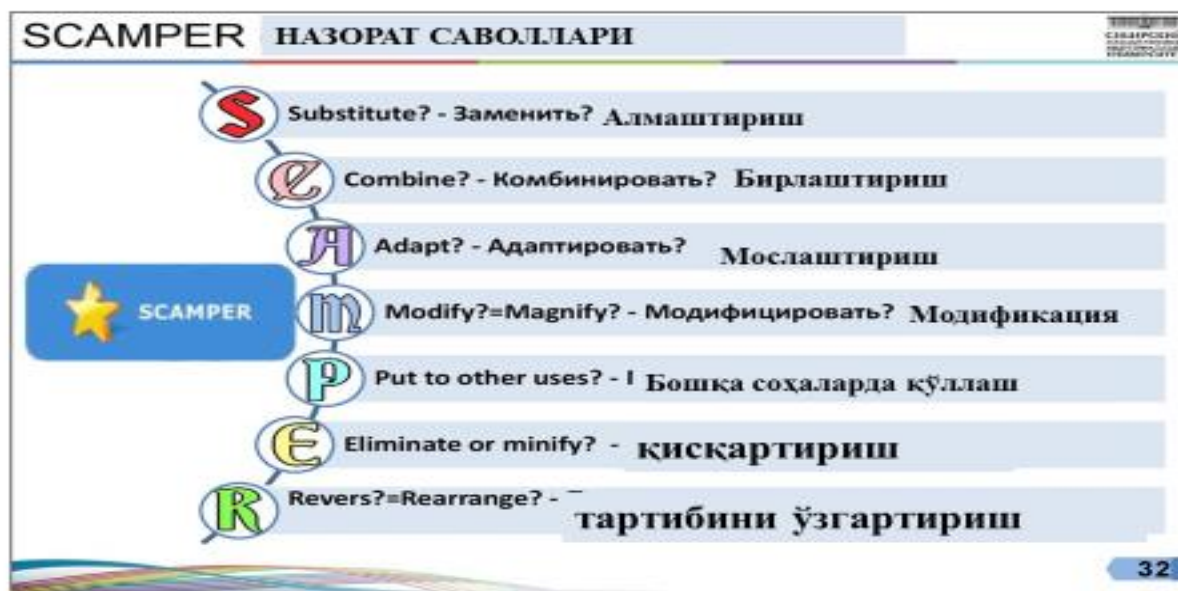 SCAMPER НАЗОРАТ САВОЛЛАРИ
S Substitute? - Заменить? Алмаштириш
C Combine? - Комбинировать? Бирлаштириш
A Adapt? - Адаптировать? Мослаштириш
SCAMPER
m Modify?=Magnify? - Модифицировать? Модификация
P Put to other uses? - Бошқа соҳаларда қўллаш
E Eliminate or minify? - қисқартириш
R Revers?=Rearrange? - тартибини ўзгартириш
32